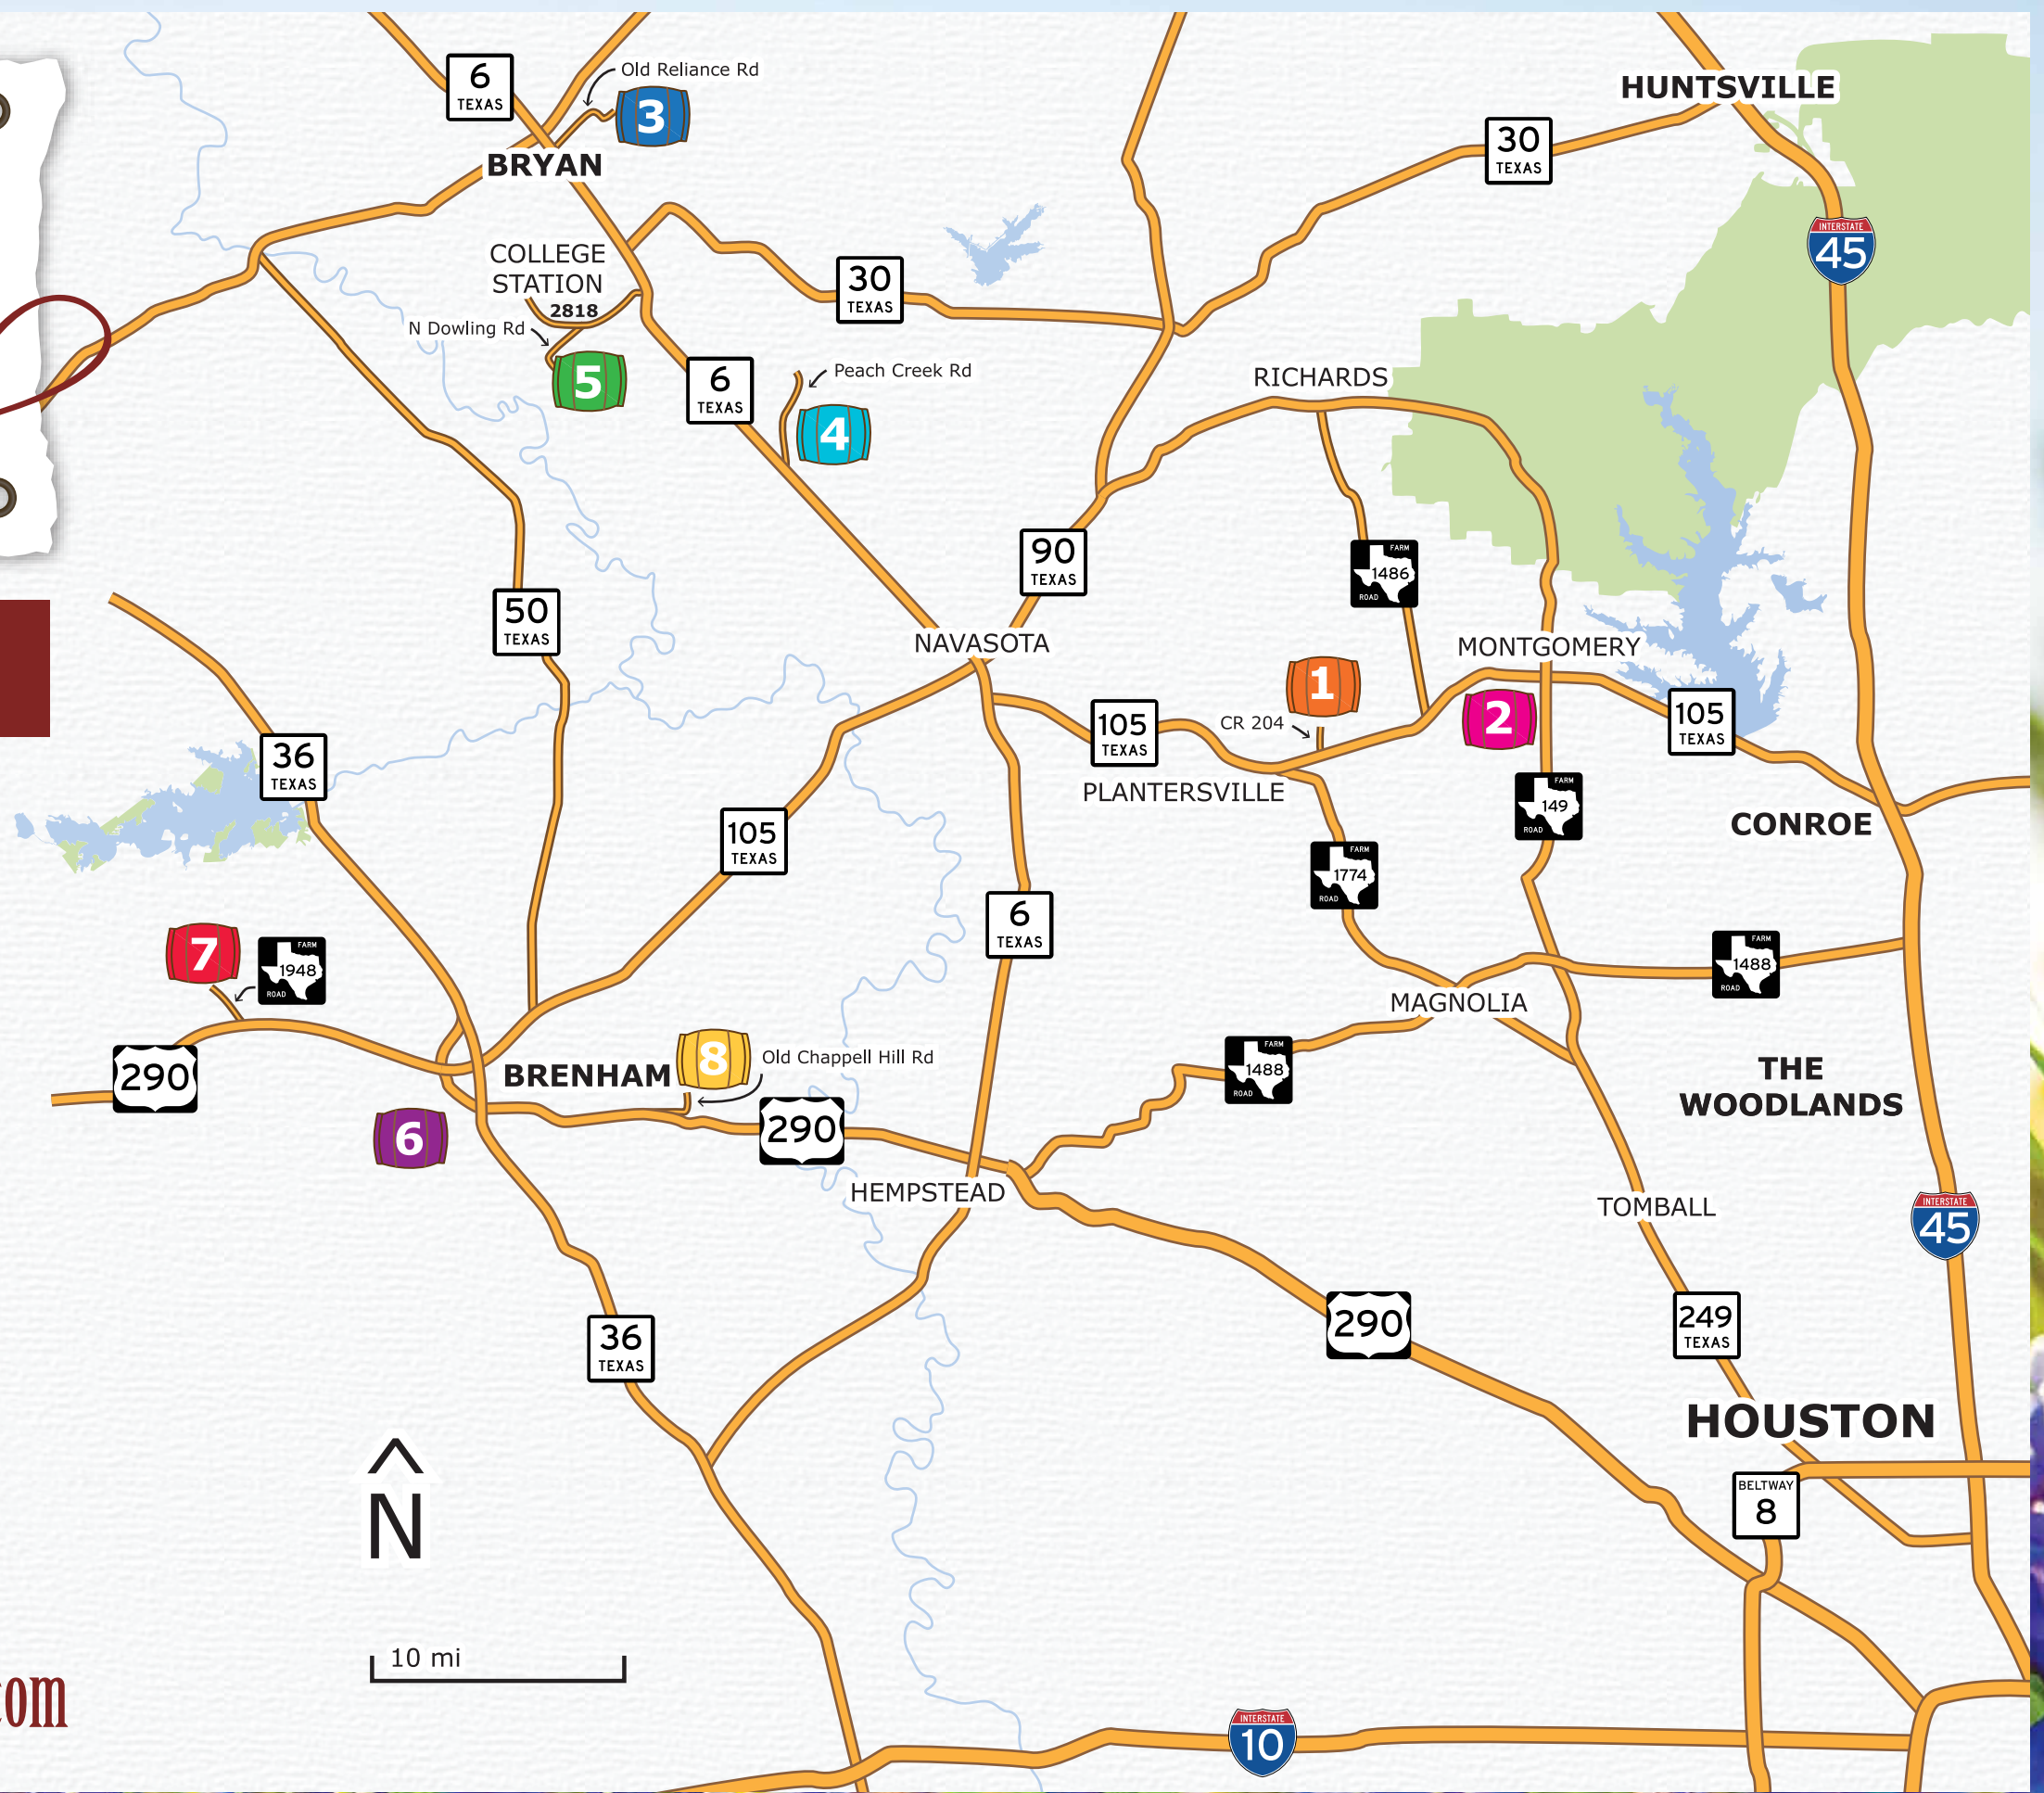 6
TEXAS
Old Reliance Rd
3
HUNTSVILLE
30
TEXAS
BRYAN
INTERSTATE
45
COLLEGE
STATION
2818
30
TEXAS
N Dowling Rd
5
6
TEXAS
Peach Creek Rd
4
RICHARDS
90
TEXAS
FARM
1486
ROAD
50
TEXAS
NAVASOTA
MONTGOMERY
1
CR 204
2
105
TEXAS
105
TEXAS
36
TEXAS
PLANTERSVILLE
FARM
149
ROAD
CONROE
105
TEXAS
FARM
1774
ROAD
6
TEXAS
7
FARM
1948
ROAD
FARM
1488
ROAD
MAGNOLIA
290
BRENHAM
8
Old Chappell Hill Rd
FARM
1488
ROAD
THE
WOODLANDS
6
290
HEMPSTEAD
TOMBALL
INTERSTATE
45
36
TEXAS
290
249
TEXAS
HOUSTON
BELTWAY
8
N
10 mi
com
INTERSTATE
10